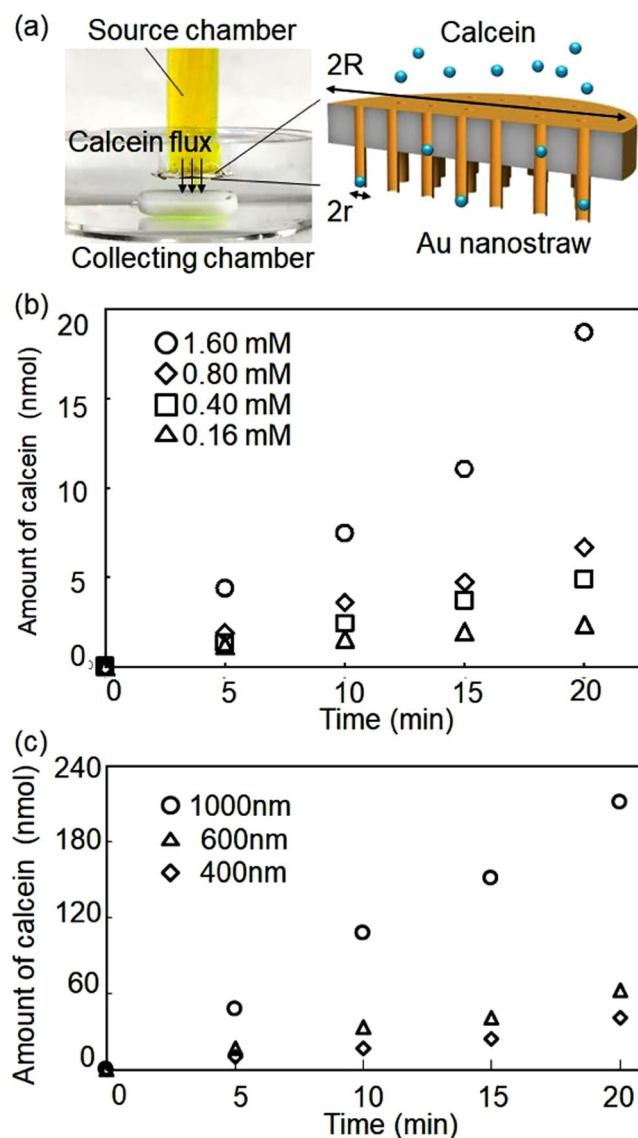 (a)
Source chamber
Calcein flux
Collecting chamber
Calcein
2R
2r
Au nanostraw
(b)
Amount of calcein (nmol)
20
15
10
5
0
1.60 mM
0.80 mM
0.40 mM
0.16 mM
0 5 10 15 20
Time (min)
(c)
Amount of calcein (nmol)
240
180
120
60
0
1000nm
600nm
400nm
0 5 10 15 20
Time (min)